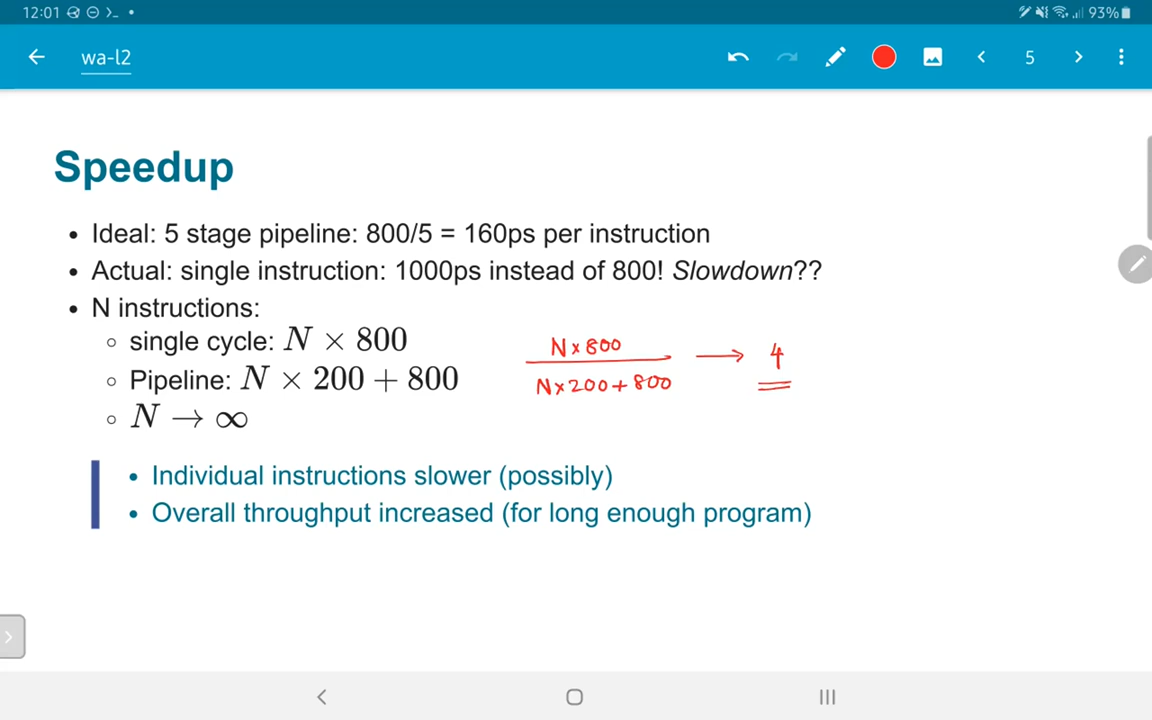 12:01 93%
wa-l2 5
Speedup
• Ideal: 5 stage pipeline: 800/5 = 160ps per instruction
• Actual: single instruction: 1000ps instead of 800! Slowdown??
• N instructions:
◦ single cycle: N × 800
◦ Pipeline: N × 200 + 800
◦ N → ∞
N×800
N×200+800
→ 4
• Individual instructions slower (possibly)
• Overall throughput increased (for long enough program)